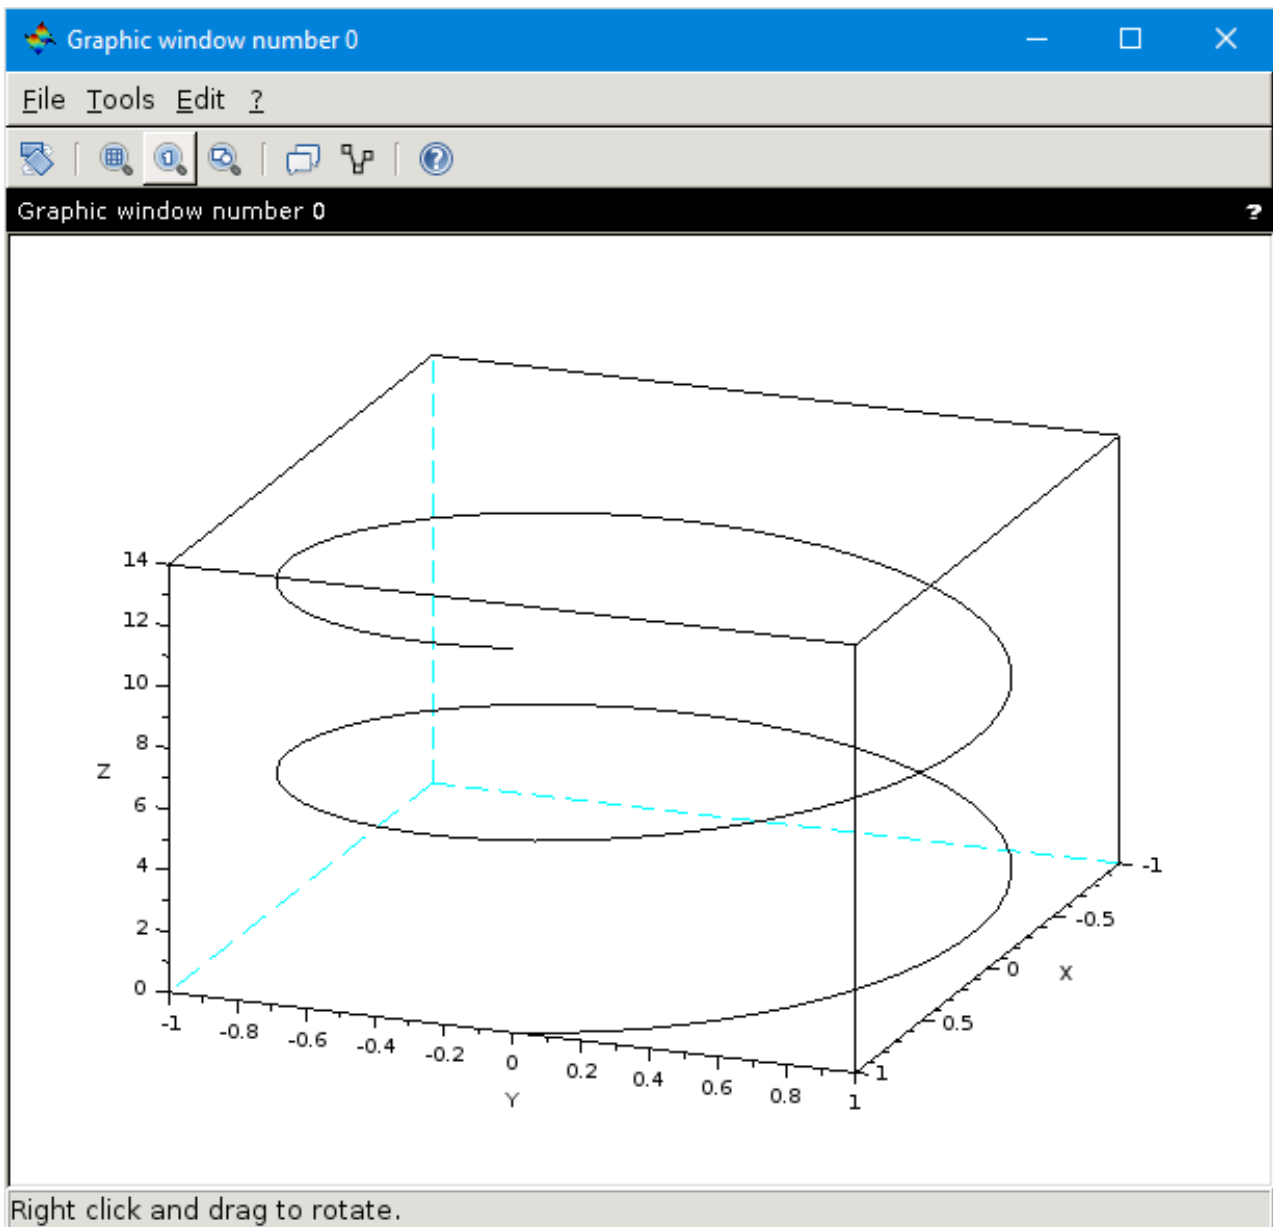 Graphic window number 0
File Tools Edit ?
Graphic window number 0 ?
14
12
10
8
Z
6
4
2
0
-1 -0.8 -0.6 -0.4 -0.2 0 0.2 0.4 0.6 0.8 1
Y
-1
-0.5
0 X
0.5
1
Right click and drag to rotate.